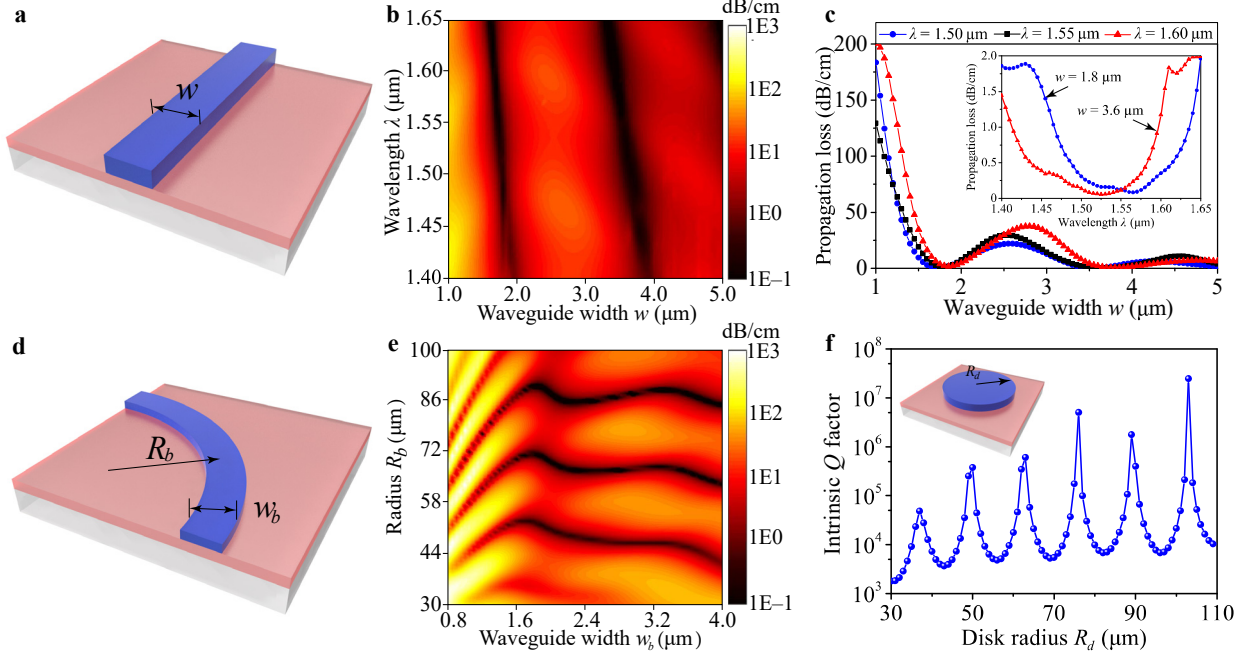 a
w
b
dB/cm
Wavelength λ (μm)
1.65
1.60
1.55
1.50
1.45
1.40
1.0
2.0
3.0
4.0
5.0
Waveguide width w (μm)
1E3
1E2
1E1
1E0
1E–1
c
λ = 1.50 μm
λ = 1.55 μm
λ = 1.60 μm
Propagation loss (dB/cm)
200
150
100
50
0
1
2
3
4
5
Waveguide width w (μm)
Propagation loss (dB/cm)
2.0
1.5
1.0
0.5
0
w = 1.8 μm
w = 3.6 μm
1.40
1.45
1.50
1.55
1.60
1.65
Wavelength λ (μm)
d
R_b
w_b
e
dB/cm
Radius R_b (μm)
100
86
72
58
44
30
0.8
1.6
2.4
3.2
4.0
Waveguide width w_b (μm)
1E3
1E2
1E1
1E0
1E–1
f
R_d
Intrinsic Q factor
10^8
10^7
10^6
10^5
10^4
10^3
30
50
70
90
110
Disk radius R_d (μm)